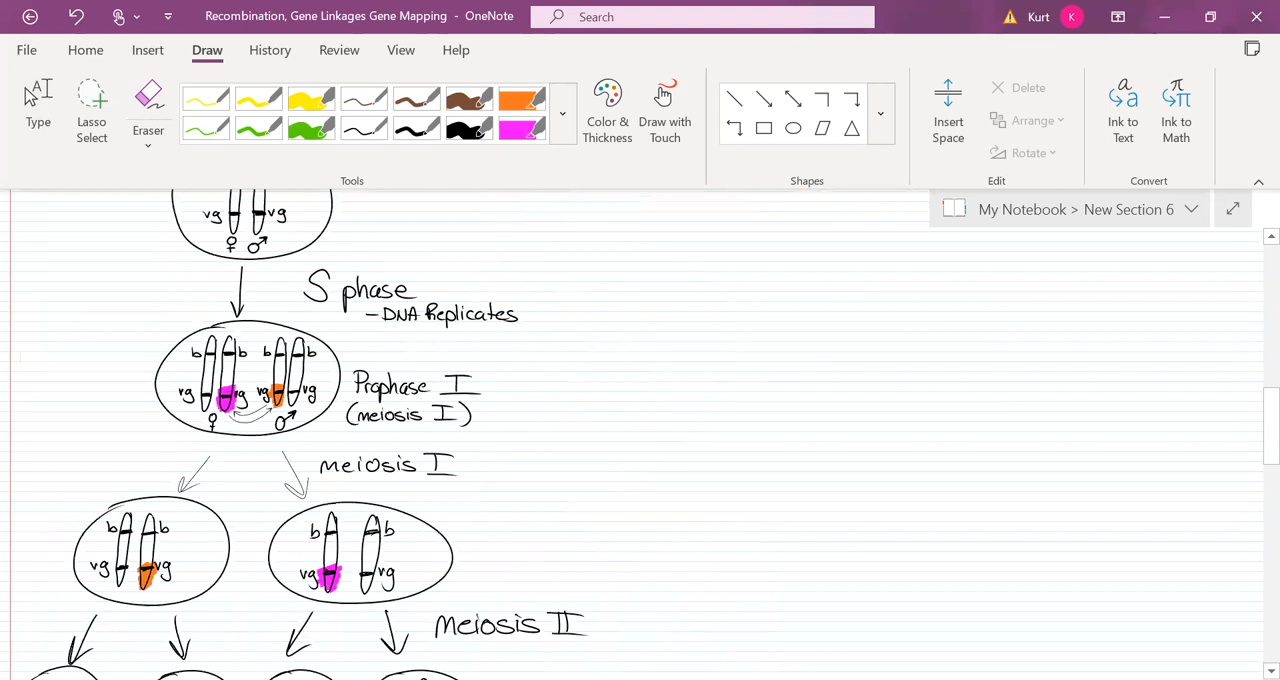 Recombination, Gene Linkages Gene Mapping - OneNote
Search
Kurt
K
File
Home
Insert
Draw
History
Review
View
Help
Type
Lasso Select
Eraser
Color & Thickness
Draw with Touch
Insert Space
Delete
Arrange
Rotate
Ink to Text
Ink to Math
Tools
Shapes
Edit
Convert
My Notebook > New Section 6
vg vg
♀ ♂
S phase
- DNA Replicates
b b b b
vg vg vg vg
♀ ♂
Prophase I
(meiosis I)
meiosis I
b b b b
vg vg vg vg
meiosis II